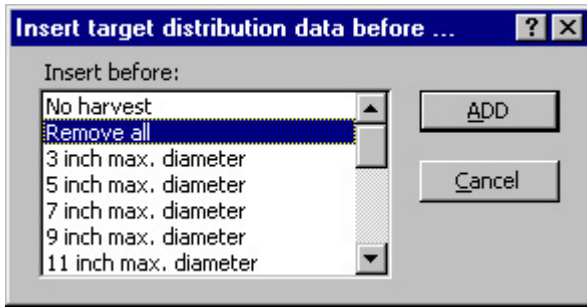 Insert target distribution data before ...
Insert before:
No harvest
Remove all
3 inch max. diameter
5 inch max. diameter
7 inch max. diameter
9 inch max. diameter
11 inch max. diameter
ADD
Cancel